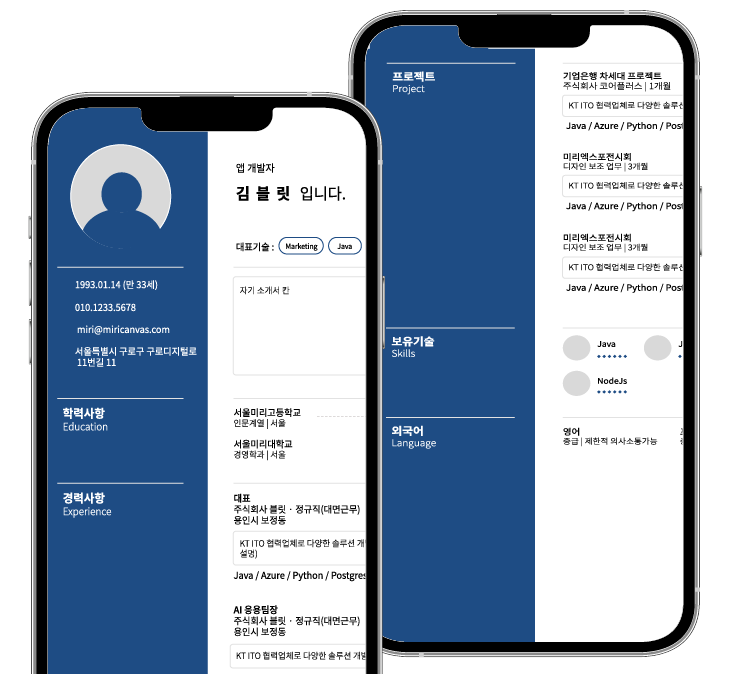 앱 개발자
김 블 릿 입니다.
대표기술 : Marketing Java
1993.01.14 (만 33세)
010.1233.5678
miri@miricanvas.com
서울특별시 구로구 구로디지털로
11번길 11
자기 소개서 칸
학력사항
Education
서울미리고등학교
인문계열 | 서울
서울미리대학교
경영학과 | 서울
경력사항
Experience
대표
주식회사 블릿 · 정규직(대면근무)
용인시 보정동
KT ITO 협력업체로 다양한 솔루션 개
설명)
Java / Azure / Python / Postgres
AI 응용팀장
주식회사 블릿 · 정규직(대면근무)
용인시 보정동
KT ITO 협력업체로 다양한 솔루션 개발
프로젝트
Project
기업은행 차세대 프로젝트
주식회사 코어플러스 | 1개월
KT ITO 협력업체로 다양한 솔루션
Java / Azure / Python / Post
미리엑스포전시회
디자인 보조 업무 | 3개월
KT ITO 협력업체로 다양한 솔루션
Java / Azure / Python / Post
미리엑스포전시회
디자인 보조 업무 | 3개월
KT ITO 협력업체로 다양한 솔루션
Java / Azure / Python / Post
보유기술
Skills
Java
J
NodeJs
외국어
Language
영어
중급 | 제한적 의사소통가능